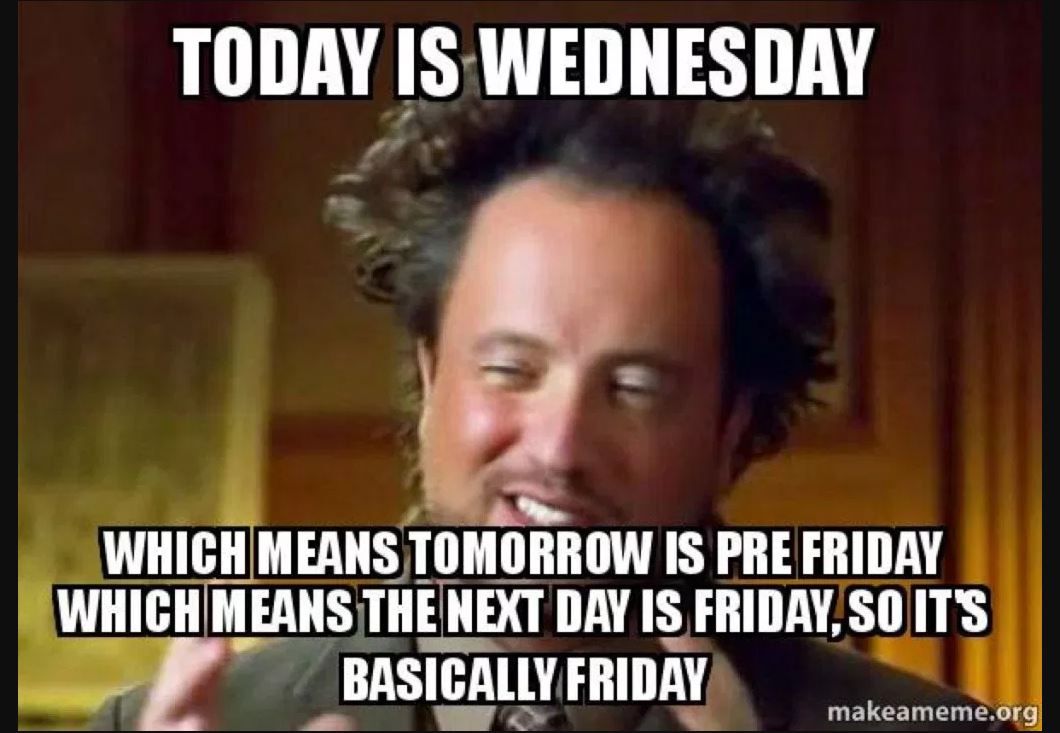 TODAY IS WEDNESDAY
WHICH MEANS TOMORROW IS PRE FRIDAY
WHICH MEANS THE NEXT DAY IS FRIDAY, SO IT'S
BASICALLY FRIDAY
makeameme.org